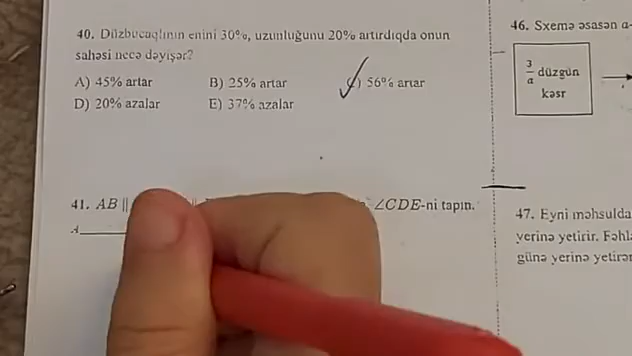 40. Düzbucaqlının enini 30%, uzunluğunu 20% artırdıqda onun
sahəsi necə dəyişər?
A) 45% artar B) 25% artar C) 56% artar
D) 20% azalar E) 37% azalar
41. AB || ∠CDE-ni tapın.
A
46. Sxemə əsasən a-
3/a düzgün
kəsr
47. Eyni məhsulda
yerinə yetirir. Fəhlə
günə yerinə yetirər